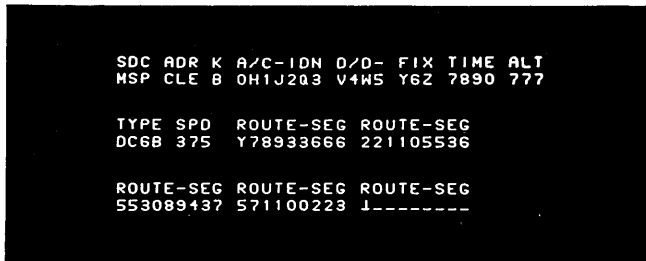 SDC ADR K A/C-IDN D/D- FIX TIME ALT
MSP CLE B OH1J2Q3 V4W5 Y6Z 7890 777
TYPE SPD ROUTE-SEG ROUTE-SEG
DC6B 375 Y78933666 221105536
ROUTE-SEG ROUTE-SEG ROUTE-SEG
553089437 571100223 ⊥________